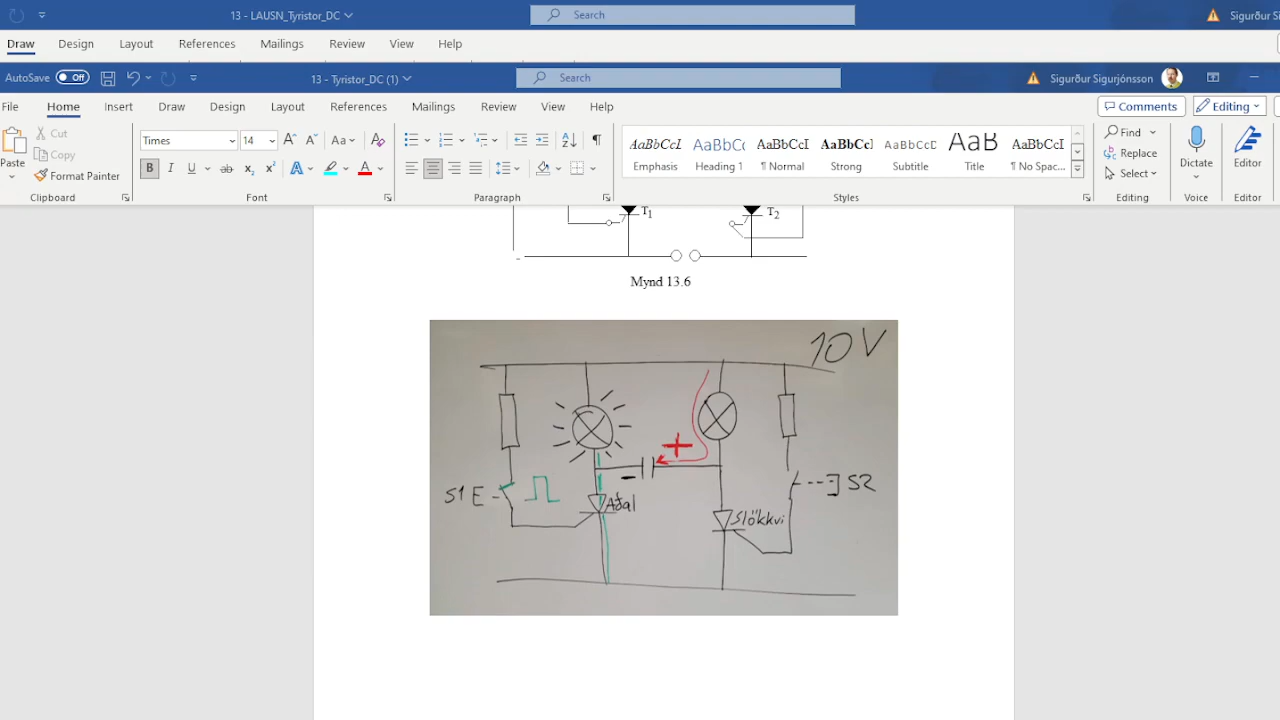 13 - LAUSN_Tyristor_DC
Search
Sigurður Si
Draw Design Layout References Mailings Review View Help
AutoSave Off
13 - Tyristor_DC (1)
Search
Sigurður Sigurjónsson
File Home Insert Draw Design Layout References Mailings Review View Help
Comments Editing
Paste
Cut
Copy
Format Painter
Clipboard
Times 14
Font
Paragraph
AaBbCcI AaBbCc AaBbCcI AaBbCcI AaBbCcD AaB AaBbCcI
Emphasis Heading 1 ¶ Normal Strong Subtitle Title ¶ No Spac...
Styles
Find
Replace
Select
Editing
Dictate
Voice
Editor
Editor
T1
T2
Mynd 13.6
10 V
+
-
S1 E
Aðal
Slökkvi
S2